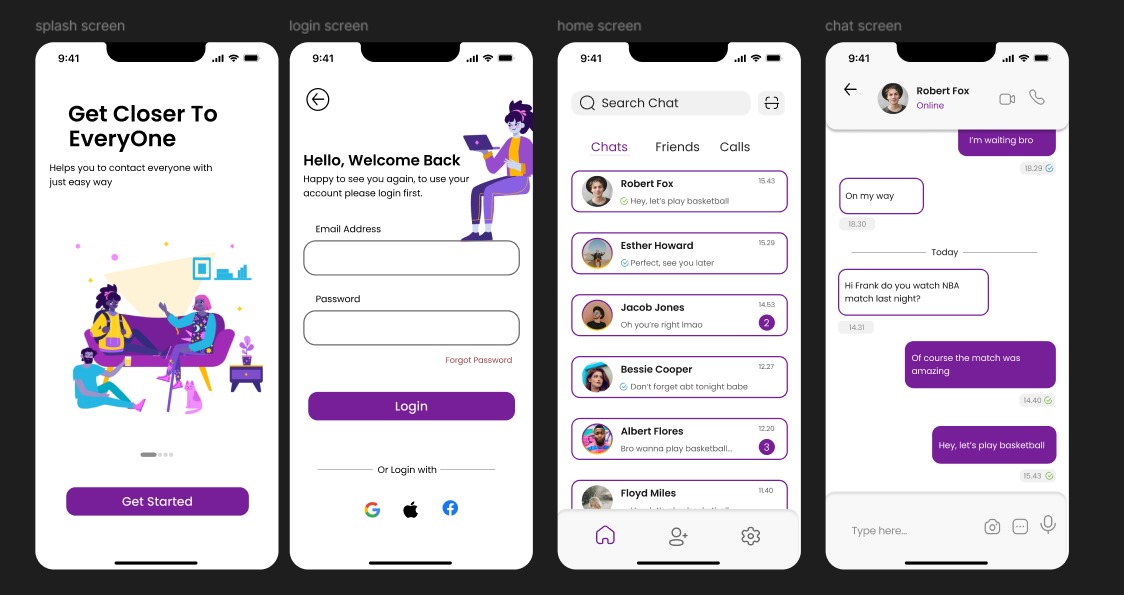 splash screen
9:41
Get Closer To
EveryOne
Helps you to contact everyone with
just easy way
Get Started
login screen
9:41
Hello, Welcome Back
Happy to see you again, to use your
account please login first.
Email Address
Password
Forgot Password
Login
Or Login with
home screen
9:41
Search Chat
Chats
Friends
Calls
Robert Fox
15.43
Hey, let's play basketball
Esther Howard
15.29
Perfect, see you later
Jacob Jones
14.53
Oh you're right lmao
2
Bessie Cooper
12.27
Don't forget abt tonight babe
Albert Flores
12.20
Bro wanna play basketball...
3
Floyd Miles
11.40
chat screen
9:41
Robert Fox
Online
I'm waiting bro
18.29
On my way
18.30
Today
Hi Frank do you watch NBA
match last night?
14.31
Of course the match was
amazing
14.40
Hey, let's play basketball
15.43
Type here...